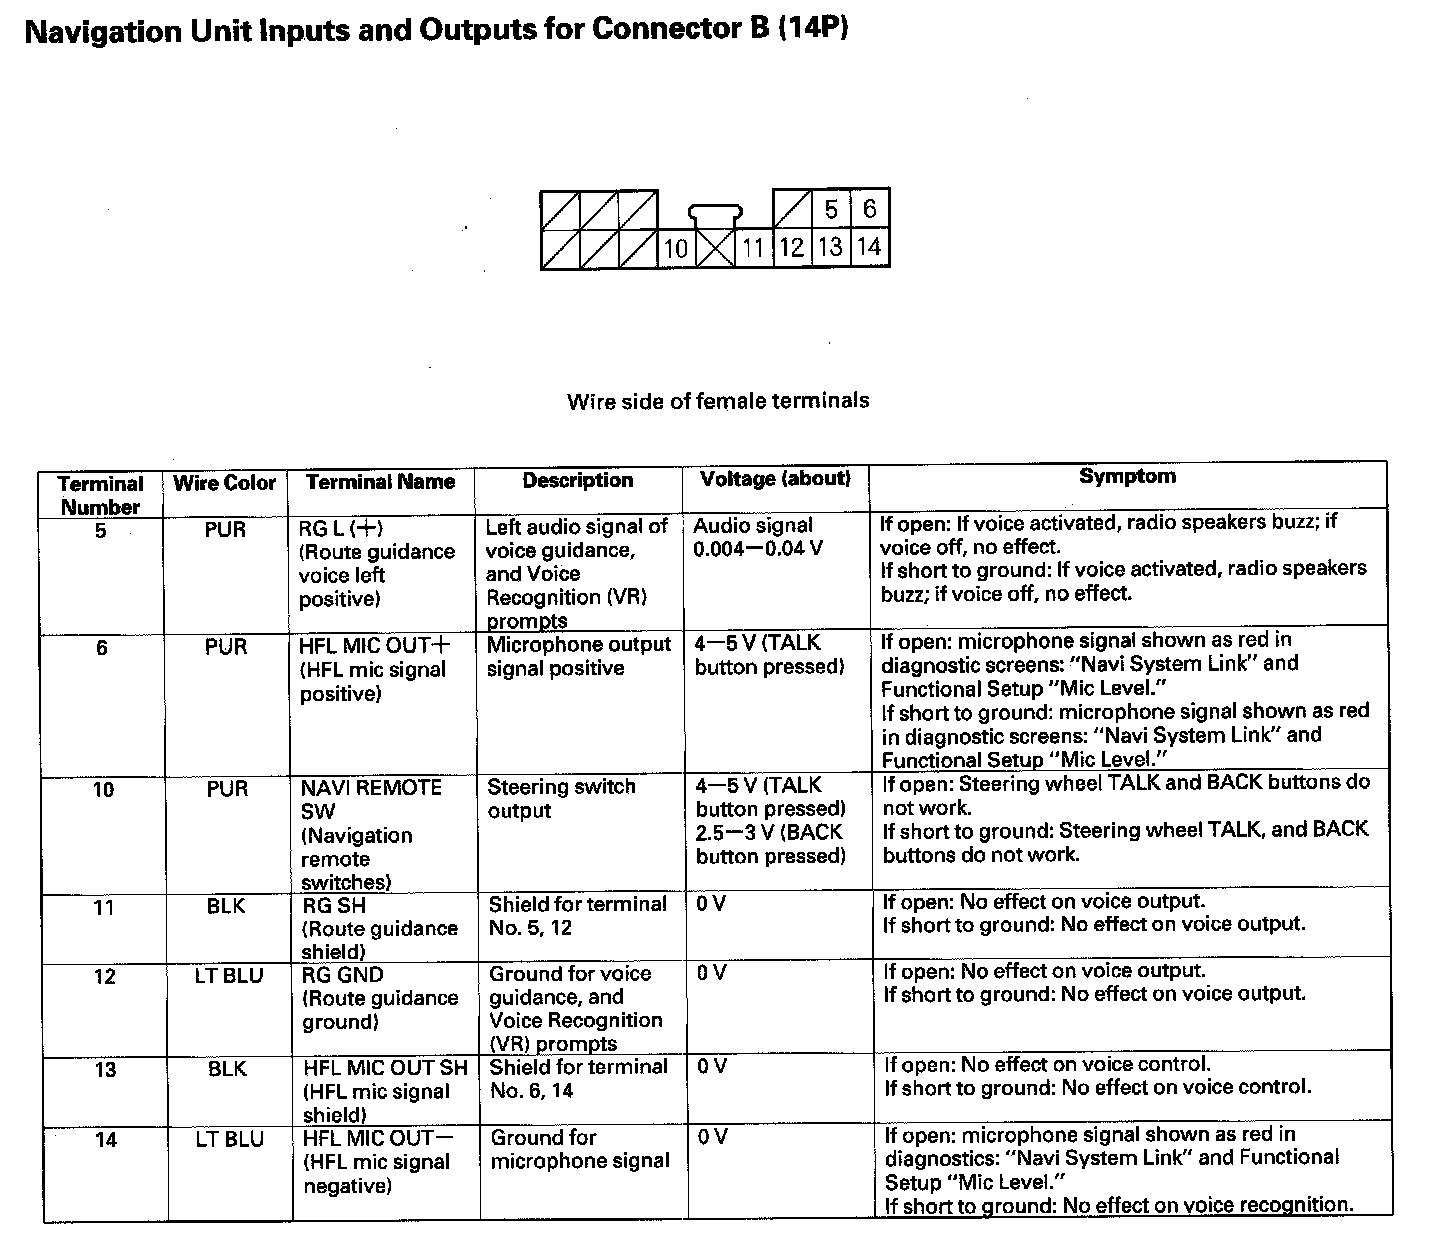 Navigation Unit Inputs and Outputs for Connector B (14P)
5 6
10 11 12 13 14
Wire side of female terminals
Terminal Number
Wire Color
Terminal Name
Description
Voltage (about)
Symptom
5
PUR
RG L (+)
(Route guidance
voice left
positive)
Left audio signal of
voice guidance,
and Voice
Recognition (VR)
prompts
Audio signal
0.004—0.04 V
If open: If voice activated, radio speakers buzz; if
voice off, no effect.
If short to ground: If voice activated, radio speakers
buzz; if voice off, no effect.
6
PUR
HFL MIC OUT+
(HFL mic signal
positive)
Microphone output
signal positive
4—5 V (TALK
button pressed)
If open: microphone signal shown as red in
diagnostic screens: "Navi System Link" and
Functional Setup "Mic Level."
If short to ground: microphone signal shown as red
in diagnostic screens: "Navi System Link" and
Functional Setup "Mic Level."
10
PUR
NAVI REMOTE
SW
(Navigation
remote
switches)
Steering switch
output
4—5 V (TALK
button pressed)
2.5—3 V (BACK
button pressed)
If open: Steering wheel TALK and BACK buttons do
not work.
If short to ground: Steering wheel TALK, and BACK
buttons do not work.
11
BLK
RG SH
(Route guidance
shield)
Shield for terminal
No. 5, 12
0 V
If open: No effect on voice output.
If short to ground: No effect on voice output.
12
LT BLU
RG GND
(Route guidance
ground)
Ground for voice
guidance, and
Voice Recognition
(VR) prompts
0 V
If open: No effect on voice output.
If short to ground: No effect on voice output.
13
BLK
HFL MIC OUT SH
(HFL mic signal
shield)
Shield for terminal
No. 6, 14
0 V
If open: No effect on voice control.
If short to ground: No effect on voice control.
14
LT BLU
HFL MIC OUT—
(HFL mic signal
negative)
Ground for
microphone signal
0 V
If open: microphone signal shown as red in
diagnostics: "Navi System Link" and Functional
Setup "Mic Level."
If short to ground: No effect on voice recognition.